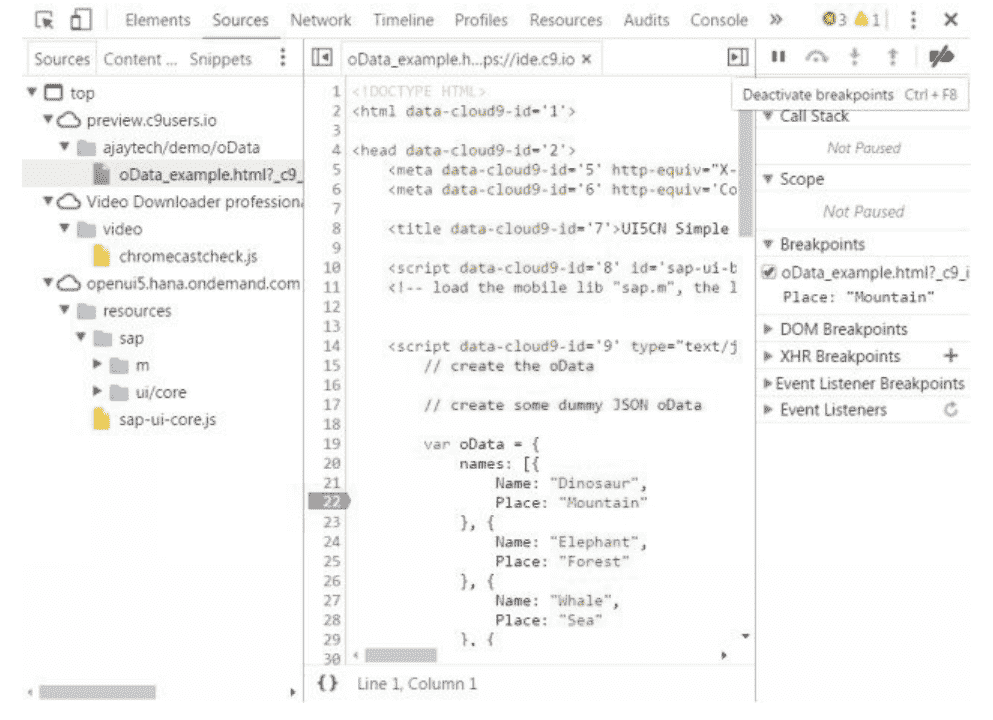 Elements Sources Network Timeline Profiles Resources Audits Console » 3 1
Sources Content ... Snippets
top
preview.c9users.io
ajaytech/demo/oData
oData_example.html?_c9_
Video Downloader professiona
video
chromecastcheck.js
openui5.hana.ondemand.com
resources
sap
m
ui/core
sap-ui-core.js
oData_example.h...ps://ide.c9.io ×
1 <!DOCTYPE HTML>
2 <html data-cloud9-id='1'>
3
4 <head data-cloud9-id='2'>
5 <meta data-cloud9-id='5' http-equiv="X-
6 <meta data-cloud9-id='6' http-equiv='Co
7
8 <title data-cloud9-id='7'>UI5CN Simple
9
10 <script data-cloud9-id='8' id='sap-ui-b
11 <!-- load the mobile lib "sap.m", the l
12
13
14 <script data-cloud9-id='9' type="text/j
15 // create the oData
16
17 // create some dummy JSON oData
18
19 var oData = {
20 names: [{
21 Name: "Dinosaur",
22 Place: "Mountain"
23 }, {
24 Name: "Elephant",
25 Place: "Forest"
26 }, {
27 Name: "Whale",
28 Place: "Sea"
29 }, {
30
{} Line 1, Column 1
Deactivate breakpoints Ctrl + F8
Call Stack
Not Paused
Scope
Not Paused
Breakpoints
oData_example.html?_c9_i
Place: "Mountain"
DOM Breakpoints
XHR Breakpoints +
Event Listener Breakpoints
Event Listeners